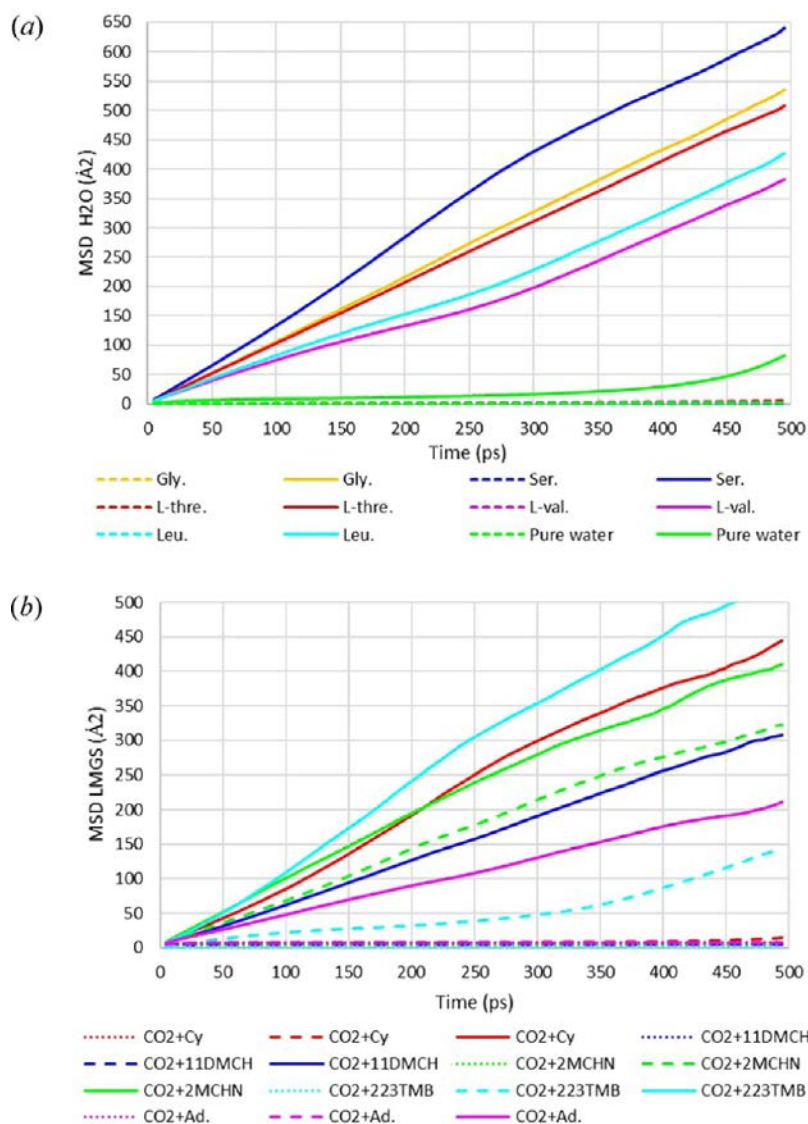 (a)
MSD H2O (Å2)
650
600
550
500
450
400
350
300
250
200
150
100
50
0
0 50 100 150 200 250 300 350 400 450 500
Time (ps)
Gly. Gly. Ser. Ser.
L-thre. L-thre. L-val. L-val.
Leu. Leu. Pure water Pure water
(b)
MSD LMGS (Å2)
500
450
400
350
300
250
200
150
100
50
0
0 50 100 150 200 250 300 350 400 450 500
Time (ps)
CO2+Cy CO2+Cy CO2+Cy CO2+11DMCH
CO2+11DMCH CO2+11DMCH CO2+2MCHN CO2+2MCHN
CO2+2MCHN CO2+223TMB CO2+223TMB CO2+223TMB
CO2+Ad. CO2+Ad. CO2+Ad.